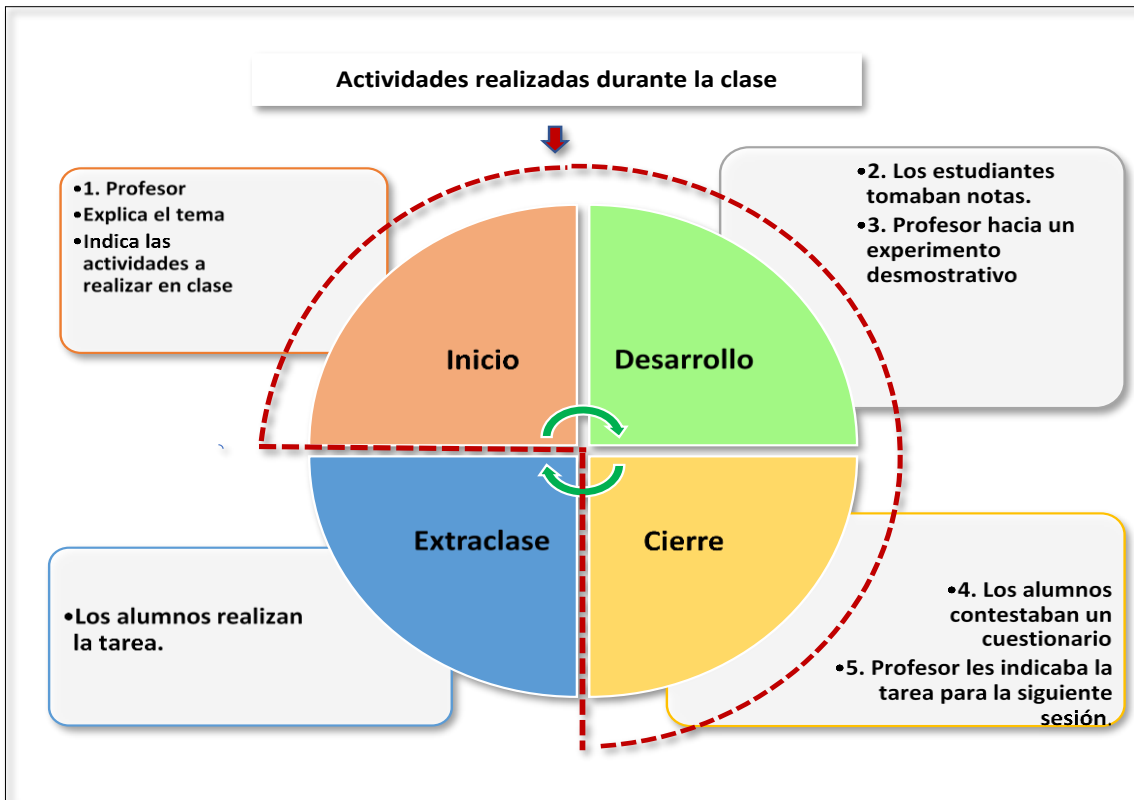 Actividades realizadas durante la clase
•1. Profesor
•Explica el tema
•Indica las
actividades a
realizar en clase
•2. Los estudiantes
tomaban notas.
•3. Profesor hacia un
experimento
desmostrativo
Inicio
Desarrollo
Extraclase
Cierre
•Los alumnos realizan
la tarea.
•4. Los alumnos
contestaban un
cuestionario
•5. Profesor les indicaba la
tarea para la siguiente
sesión.